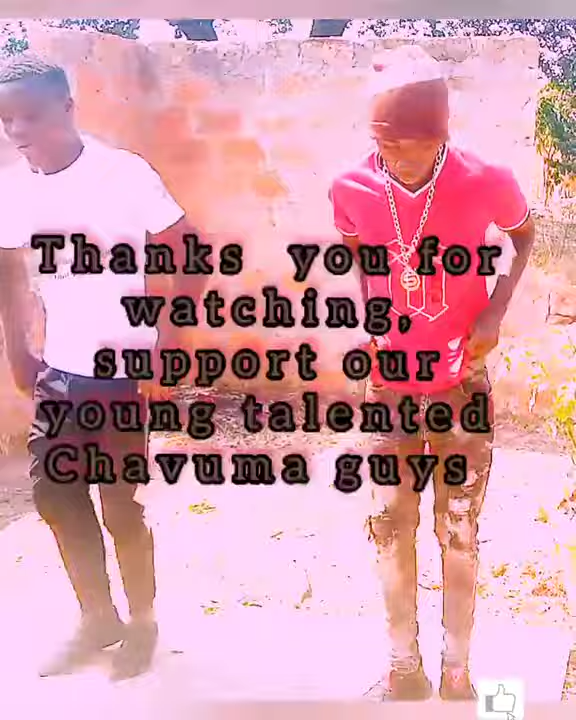 Thanks you for
watching,
support our
young talented
Chavuma guys